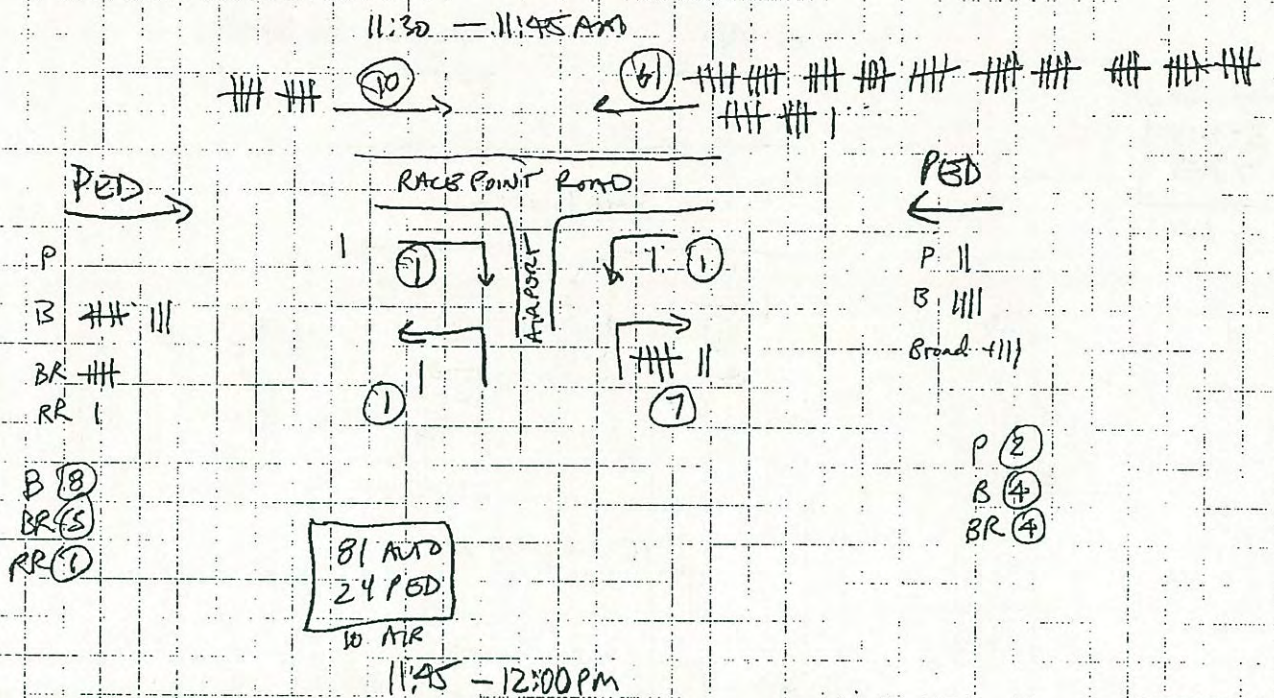 11:30 — 11:45 AM
10
61
PED
RACE POINT ROAD
PED
P
1
1
P
B
AIRPORT
B
BR
Broad
RR
1
7
B 8
P 2
BR 5
B 4
RR 1
BR 4
81 AUTO
24 PED
10 AIR
11:45 — 12:00 PM